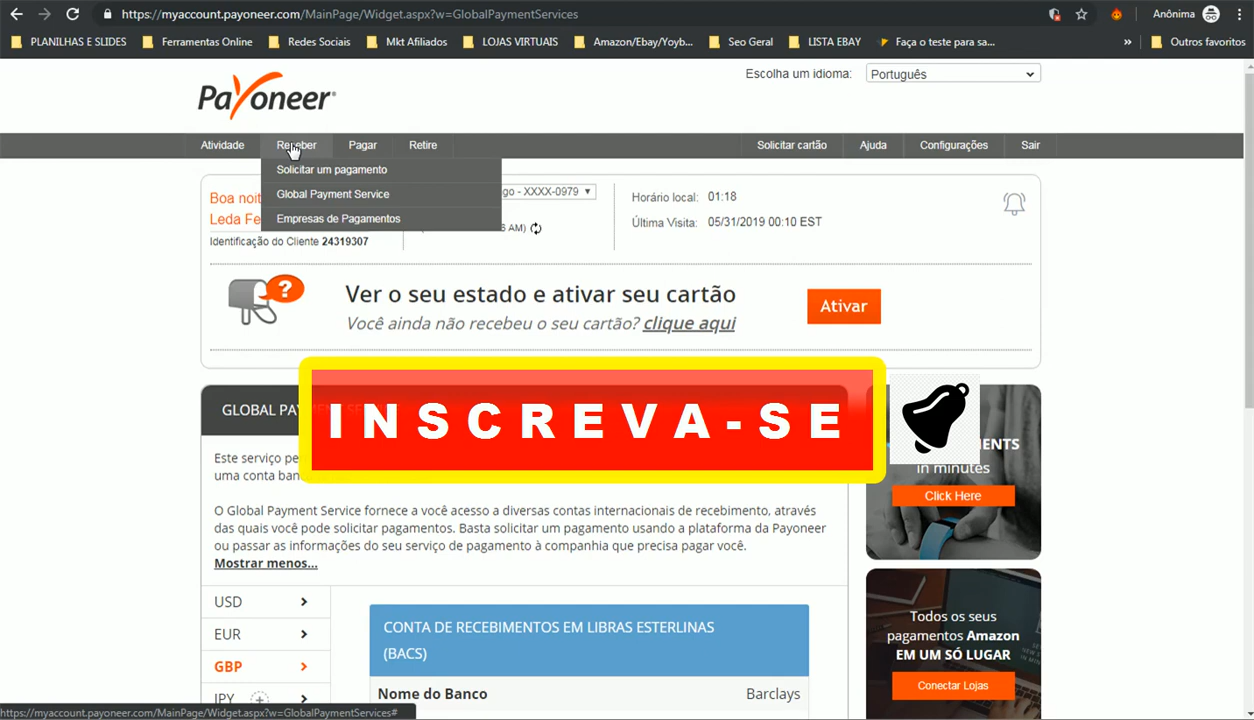 https://myaccount.payoneer.com/MainPage/Widget.aspx?w=GlobalPaymentServices
Anônima
PLANILHAS E SLIDES
Ferramentas Online
Redes Sociais
Mkt Afiliados
LOJAS VIRTUAIS
Amazon/Ebay/Yoyb...
Seo Geral
LISTA EBAY
Faça o teste para sa...
»
Outros favoritos
Payoneer
Escolha um idioma:
Português
Atividade
Receber
Pagar
Retire
Solicitar cartão
Ajuda
Configurações
Sair
Solicitar um pagamento
Global Payment Service
Empresas de Pagamentos
Boa noit
Leda Fe
Identificação do Cliente 24319307
go - XXXX-0979
AM)
Horário local: 01:18
Última Visita: 05/31/2019 00:10 EST
?
Ver o seu estado e ativar seu cartão
Você ainda não recebeu o seu cartão? clique aqui
Ativar
GLOBAL PA
INSCREVA-SE
ENTS
in minutes
Click Here
Este serviço pe
uma conta ban
O Global Payment Service fornece a você acesso a diversas contas internacionais de recebimento, através
das quais você pode solicitar pagamentos. Basta solicitar um pagamento usando a plataforma da Payoneer
ou passar as informações do seu serviço de pagamento à companhia que precisa pagar você.
Mostrar menos...
USD
EUR
GBP
JPY
CONTA DE RECEBIMENTOS EM LIBRAS ESTERLINAS
(BACS)
Nome do Banco
Barclays
Todos os seus
pagamentos Amazon
EM UM SÓ LUGAR
Conectar Lojas
https://myaccount.payoneer.com/MainPage/Widget.aspx?w=GlobalPaymentServices#